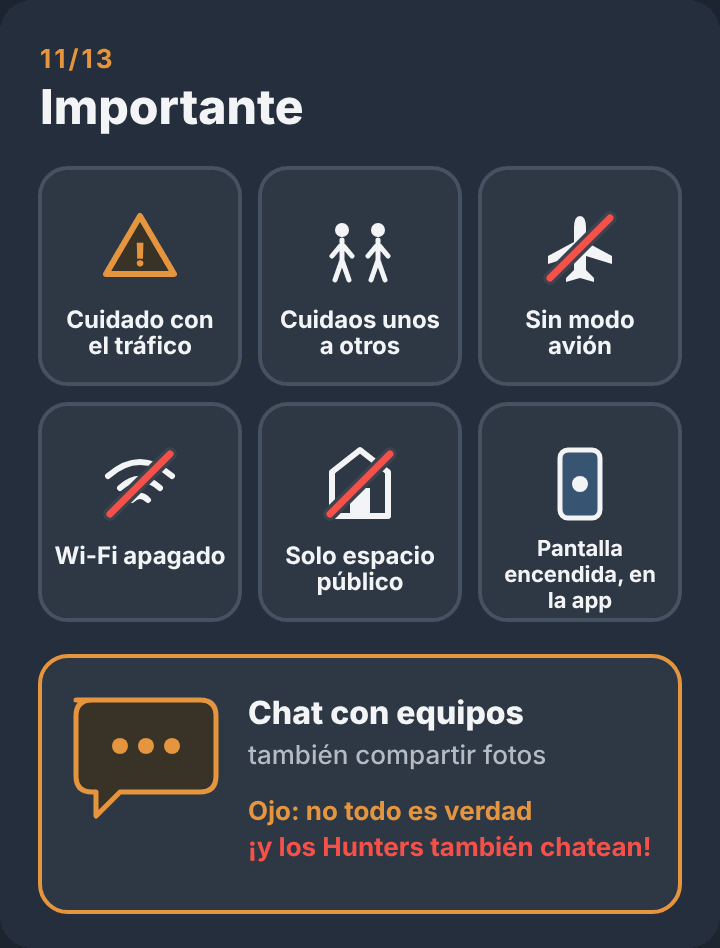 11/13
Importante
!
Cuidado con
el tráfico
Cuidaos unos
a otros
Sin modo
avión
Wi-Fi apagado
Solo espacio
público
Pantalla
encendida, en
la app
Chat con equipos
también compartir fotos
Ojo: no todo es verdad
¡y los Hunters también chatean!